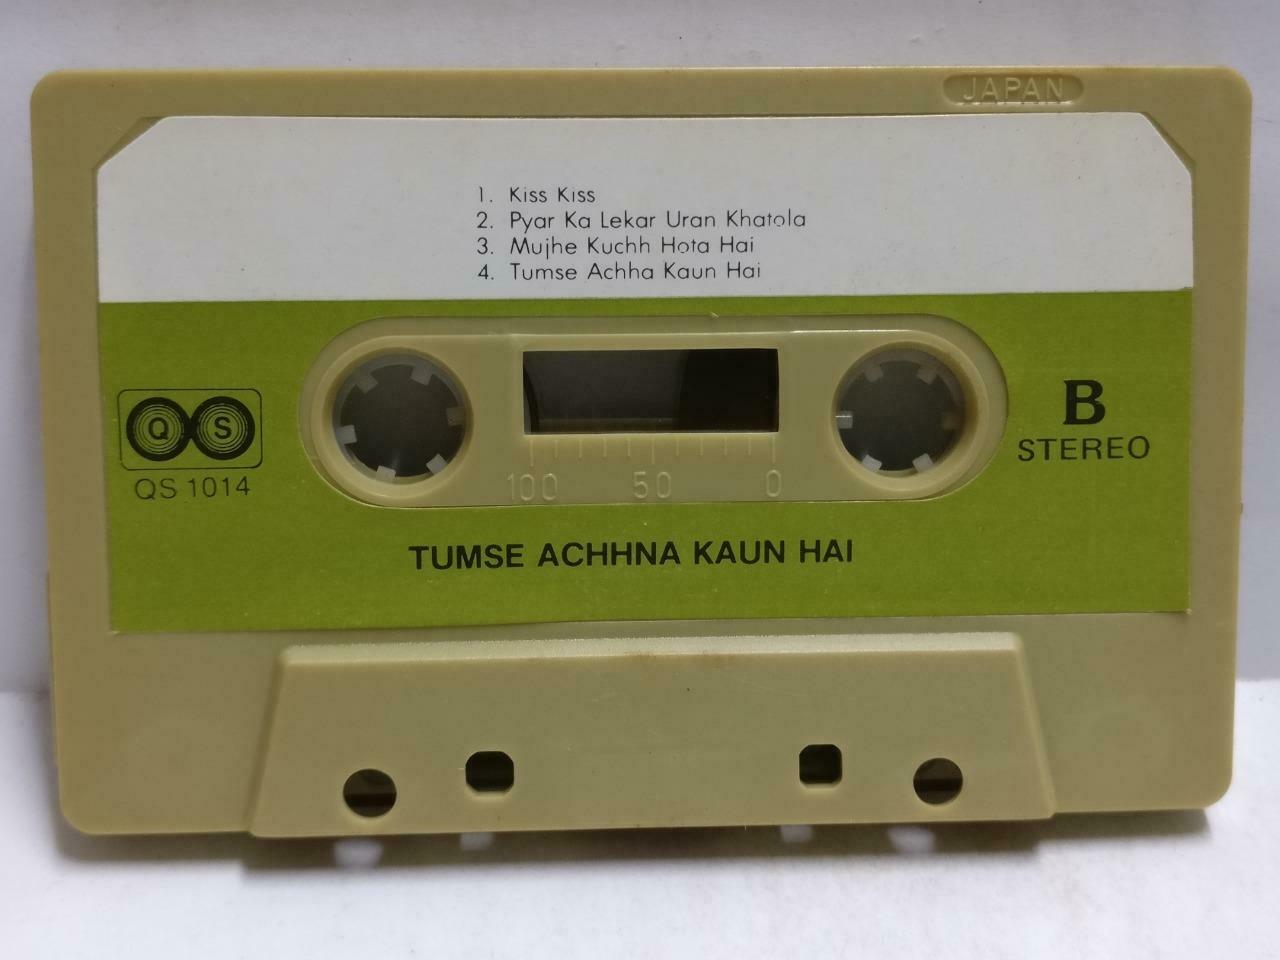 JAPAN
1. Kiss Kiss
2. Pyar Ka Lekar Uran Khatola
3. Mujhe Kuchh Hota Hai
4. Tumse Achha Kaun Hai
Q S
QS 1014
100 50 0
B
STEREO
TUMSE ACHHNA KAUN HAI